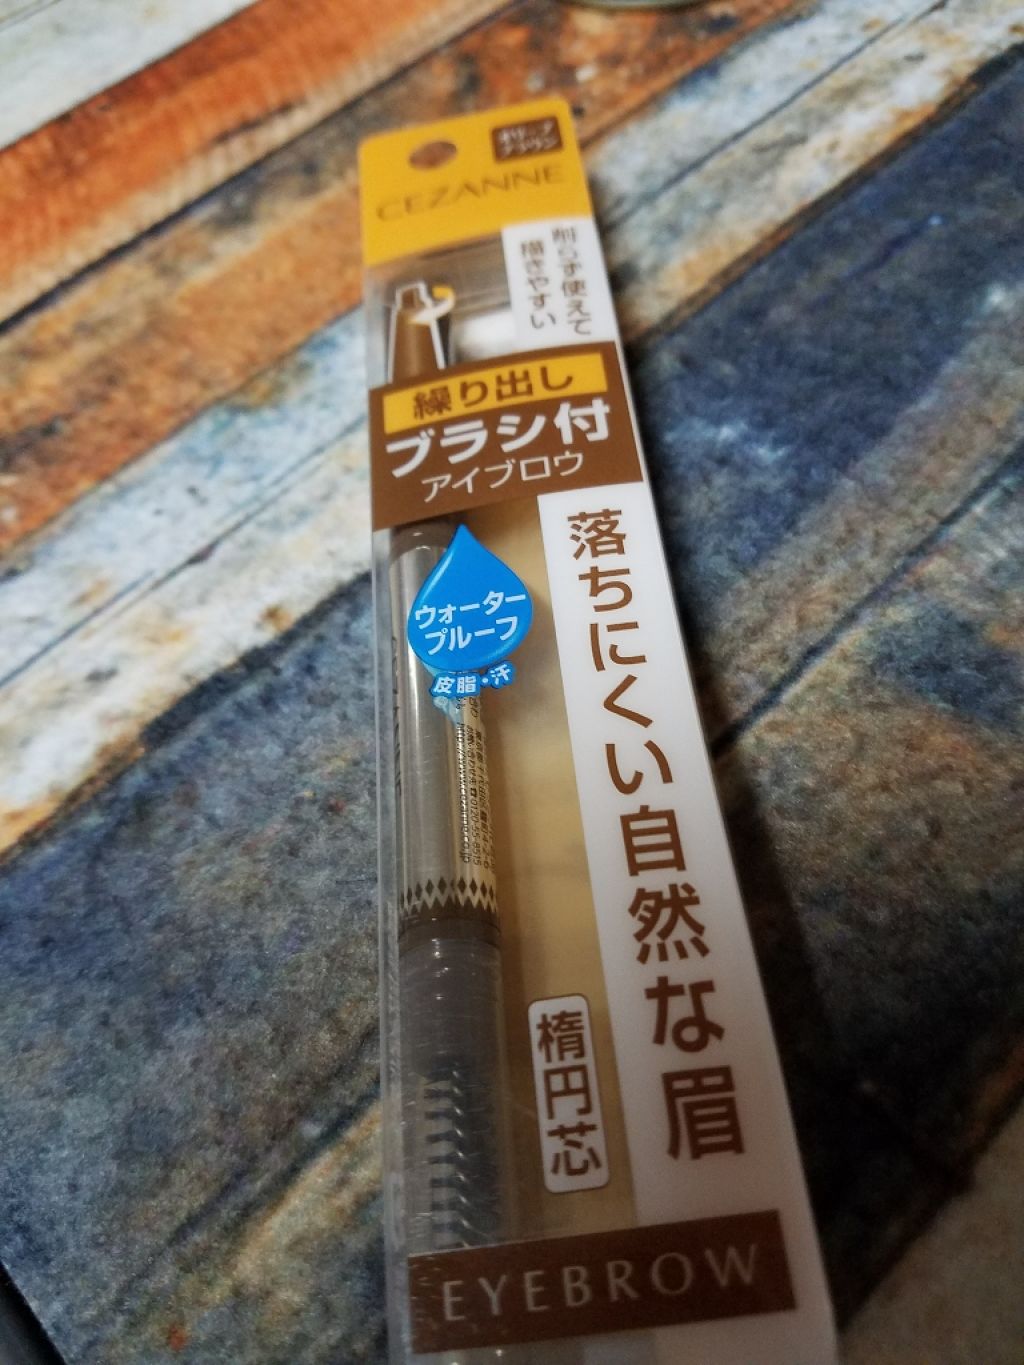 オリーブ
ブラウン
CEZANNE
削らず使えて
描きやすい
繰り出し
ブラシ付
アイブロウ
落ちにくい自然な眉
ウォーター
プルーフ
皮脂・汗
楕円芯
EYEBROW